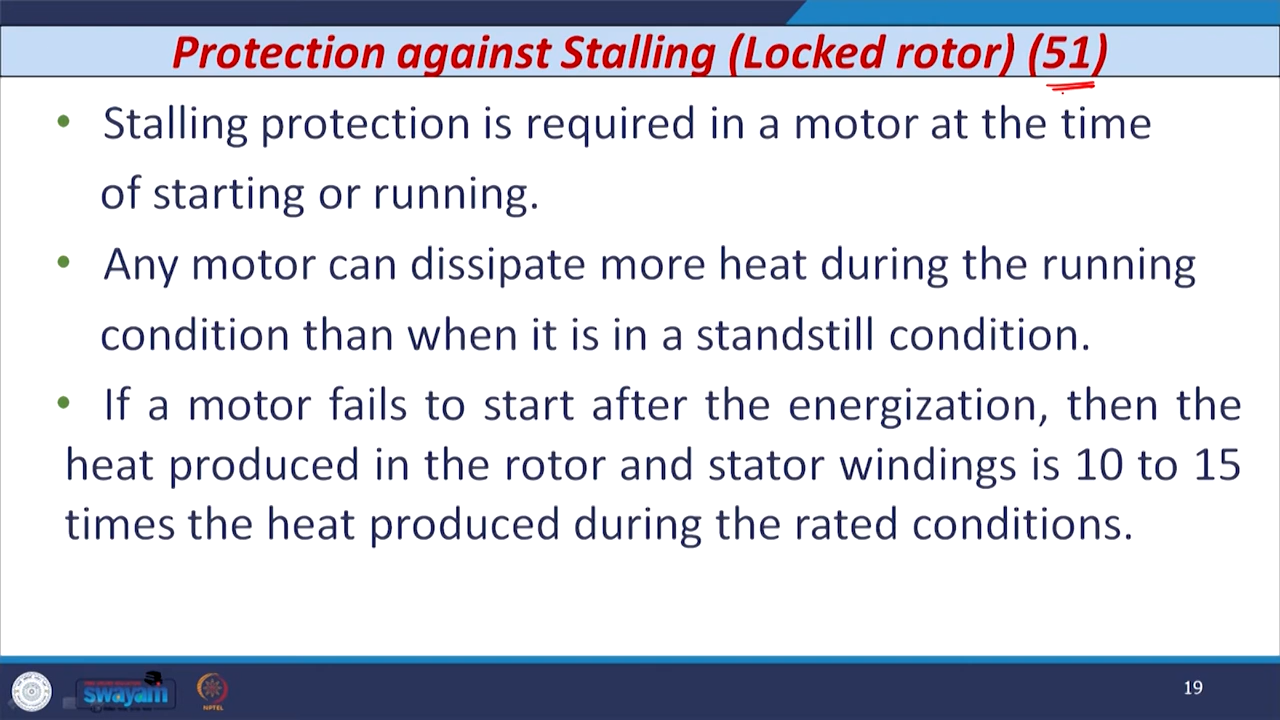 Protection against Stalling (Locked rotor) (51)
• Stalling protection is required in a motor at the time
of starting or running.
• Any motor can dissipate more heat during the running
condition than when it is in a standstill condition.
• If a motor fails to start after the energization, then the
heat produced in the rotor and stator windings is 10 to 15
times the heat produced during the rated conditions.
swayam
NPTEL
19